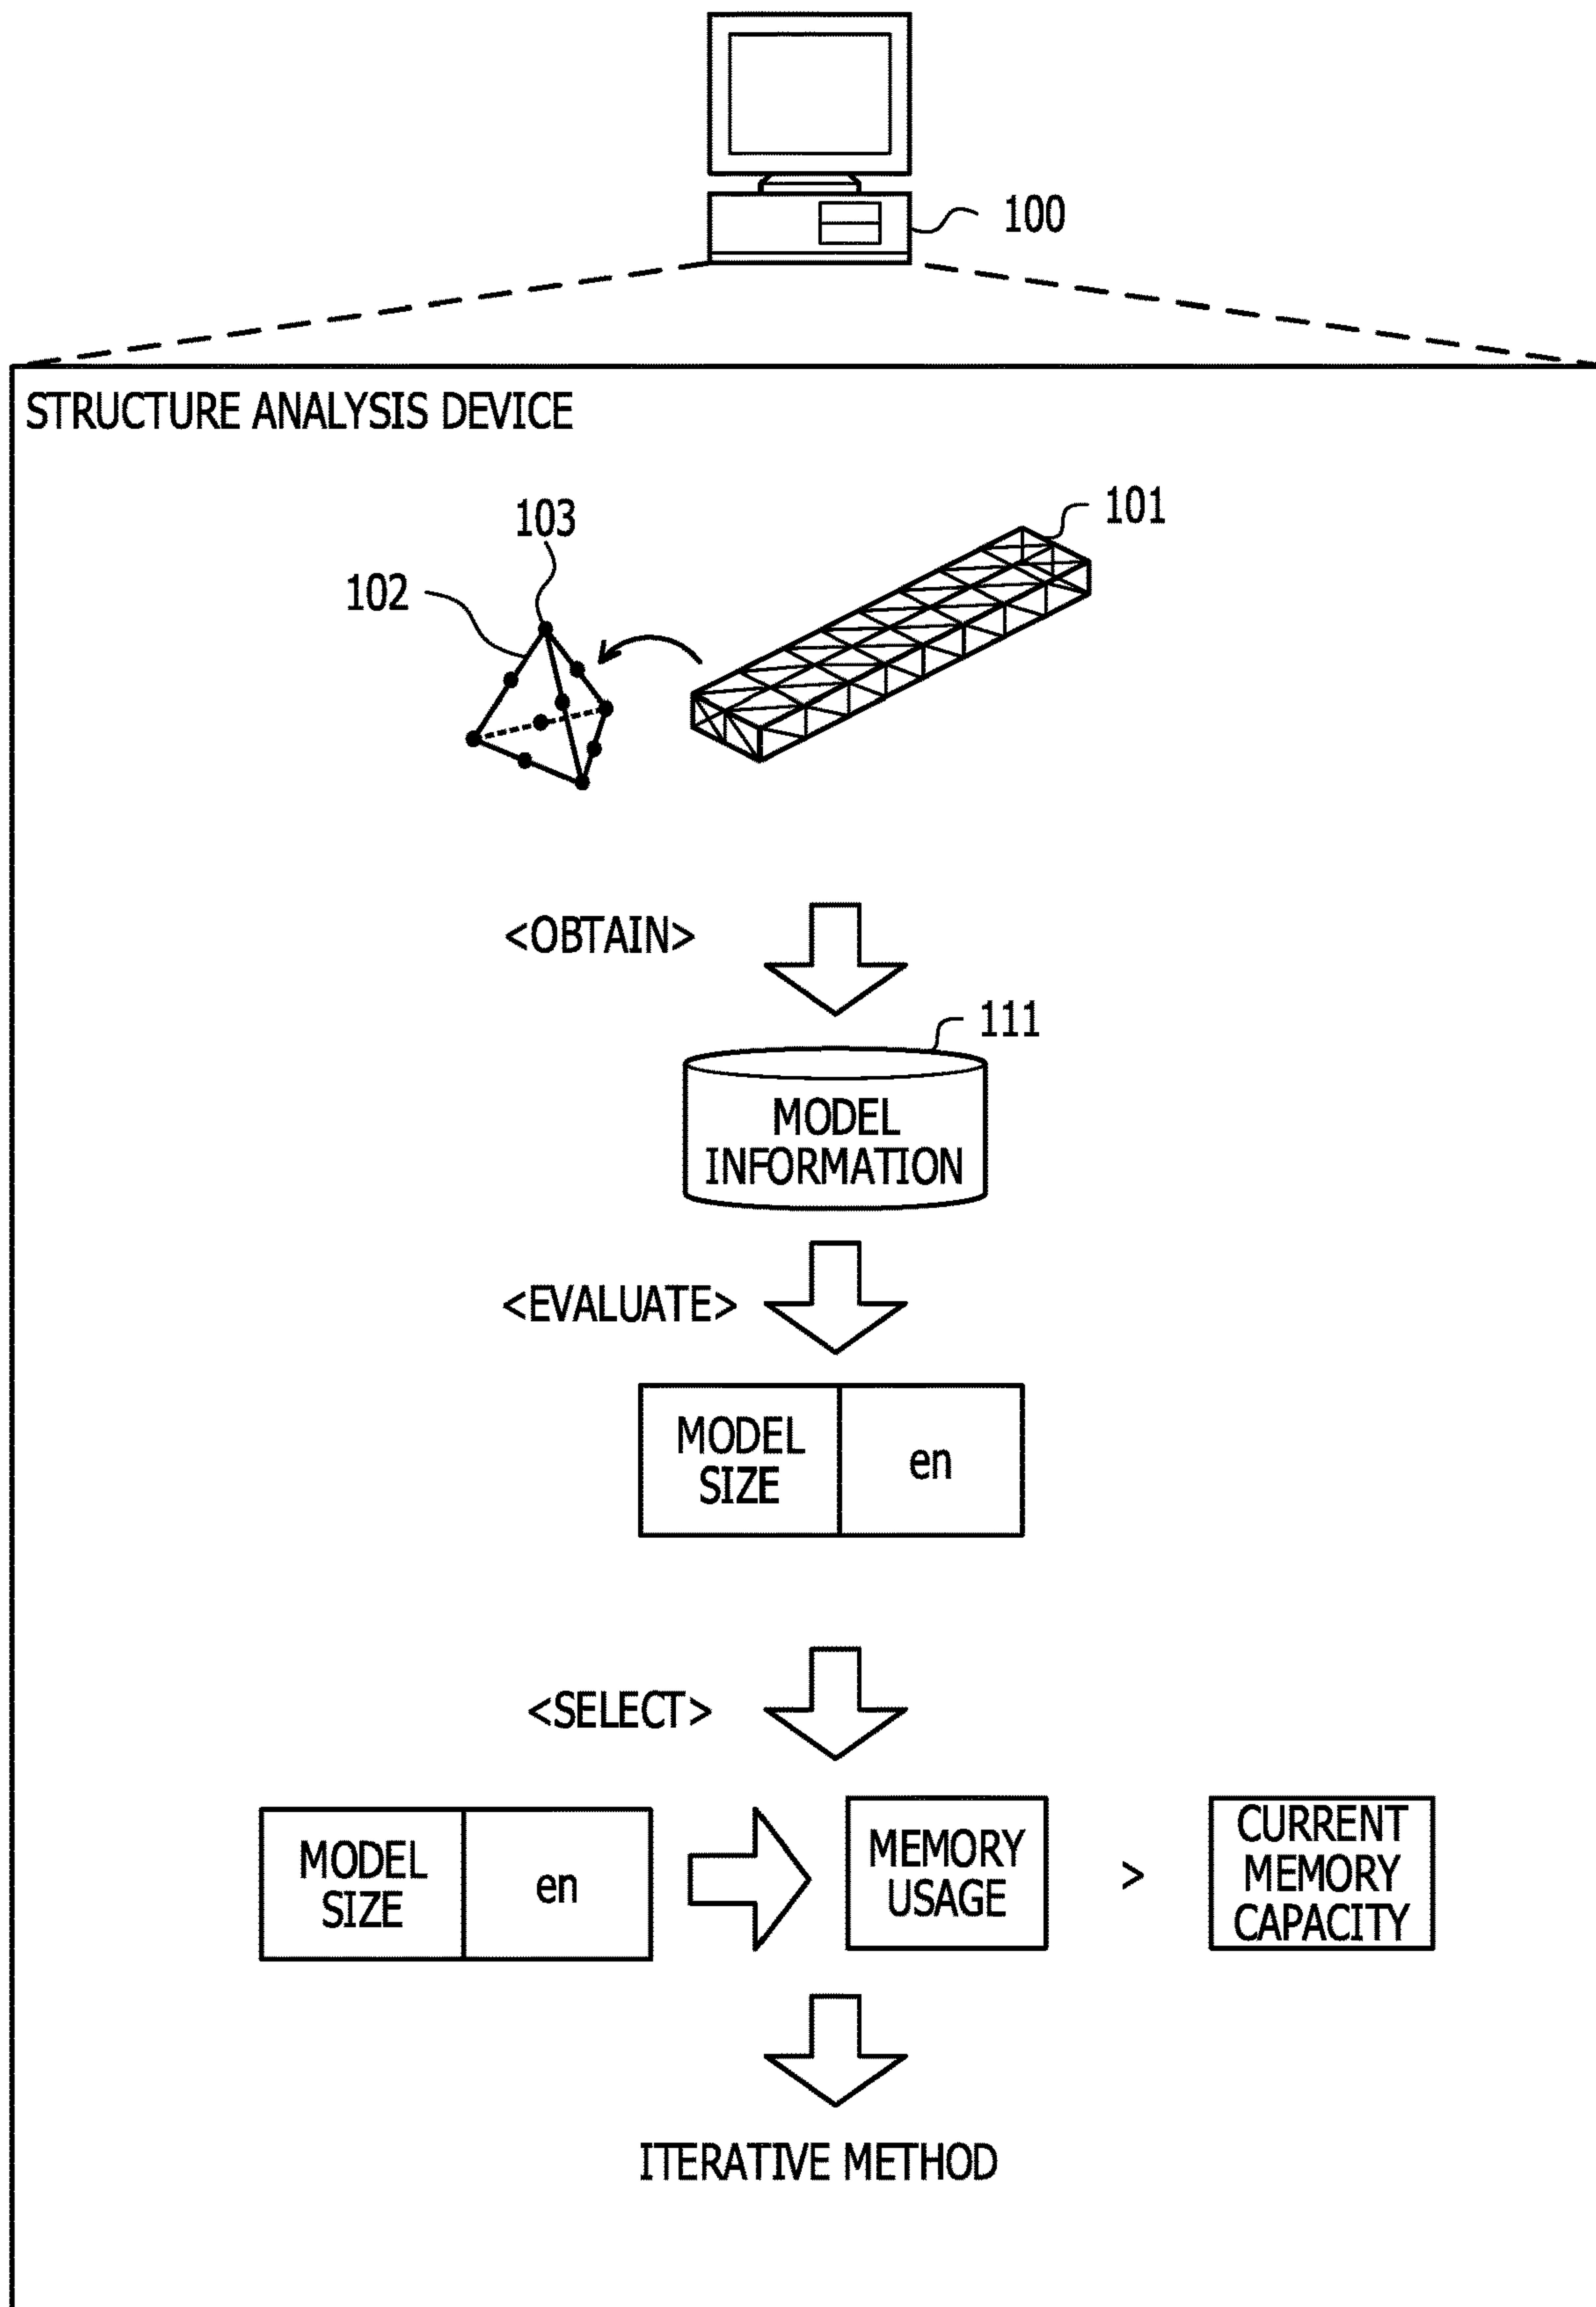 100
STRUCTURE ANALYSIS DEVICE
101
103
102
<OBTAIN>
111
MODEL
INFORMATION
<EVALUATE>
MODEL
SIZE
en
<SELECT>
MODEL
SIZE
en
MEMORY
USAGE
>
CURRENT
MEMORY
CAPACITY
ITERATIVE METHOD